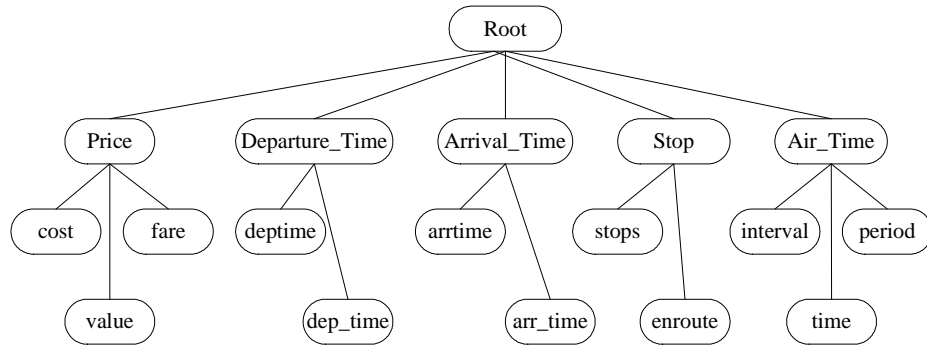 Root
Price
Departure_Time
Arrival_Time
Stop
Air_Time
cost
fare
deptime
arrtime
stops
interval
period
value
dep_time
arr_time
enroute
time